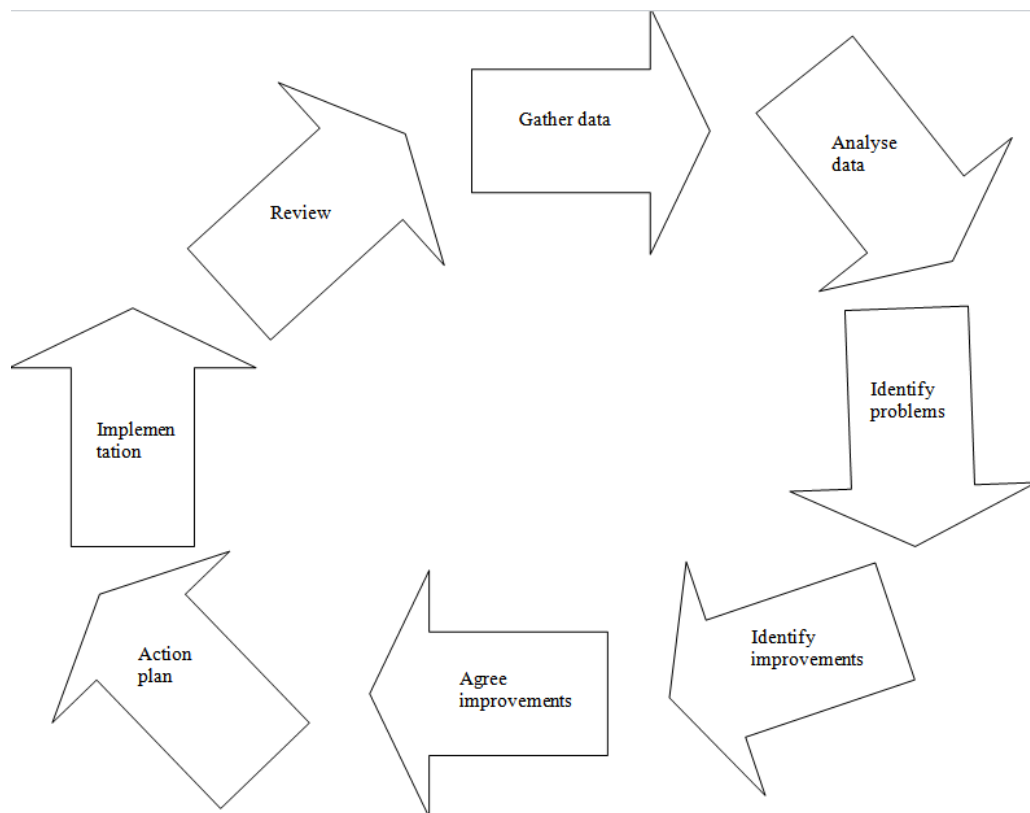 Gather data
Analyse
data
Identify
problems
Identify
improvements
Agree
improvements
Action
plan
Implemen
tation
Review